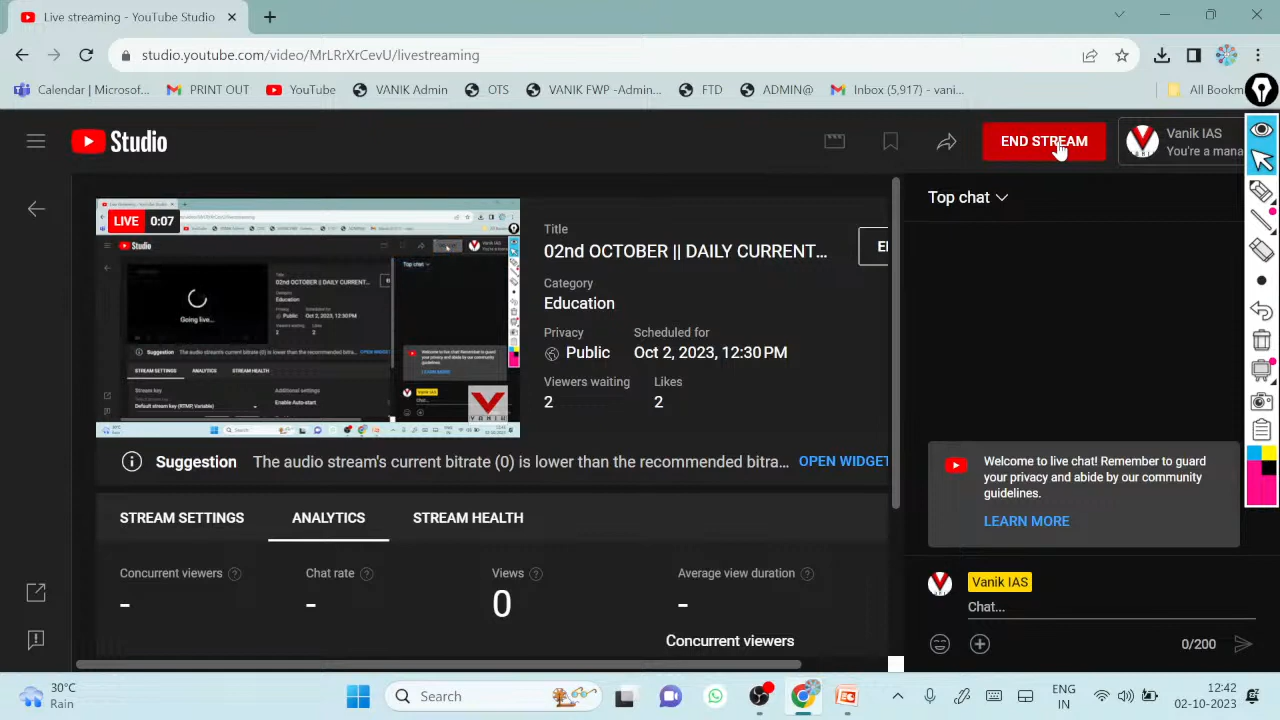 Live streaming - YouTube Studio
studio.youtube.com/video/MrLRrXrCevU/livestreaming
Calendar | Microsof... PRINT OUT YouTube VANIK Admin OTS VANIK FWP -Admin... FTD ADMIN@ Inbox (5,917) - vani... All Bookm
Studio
END STREAM
Vanik IAS
You're a mana
LIVE 0:07
Title
02nd OCTOBER || DAILY CURRENT...
Category
Education
Privacy Scheduled for
Public Oct 2, 2023, 12:30 PM
Viewers waiting Likes
2 2
Studio
Going live...
Suggestion The audio stream's current bitrate (0) is lower than the recommended bitra... OPEN WIDGET
STREAM SETTINGS ANALYTICS STREAM HEALTH
Concurrent viewers Chat rate Views Average view duration
- - 0 -
Concurrent viewers
Top chat
Welcome to live chat! Remember to guard
your privacy and abide by our community
guidelines.
LEARN MORE
Vanik IAS
Chat...
0/200
30°C
Rain
Search
ENG
IN
12:42
02-10-2023